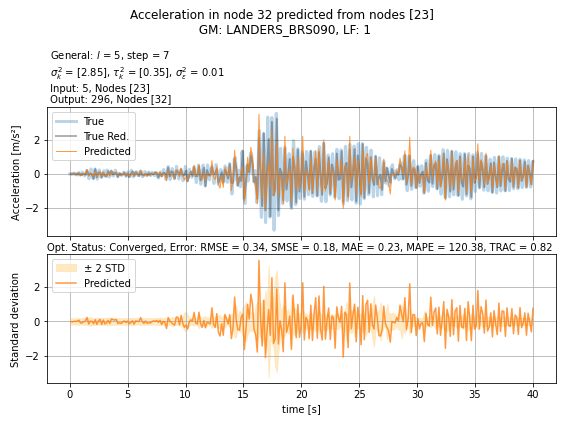 Acceleration in node 32 predicted from nodes [23]
GM: LANDERS_BRS090, LF: 1
General: l = 5, step = 7
σ²ₖ = [2.85], τ²ₖ = [0.35], σ²ₑ = 0.01
Input: 5, Nodes [23]
Output: 296, Nodes [32]
Acceleration [m/s²]
2
0
−2
True
True Red.
Predicted
Opt. Status: Converged, Error: RMSE = 0.34, SMSE = 0.18, MAE = 0.23, MAPE = 120.38, TRAC = 0.82
Standard deviation
2
0
−2
± 2 STD
Predicted
0 5 10 15 20 25 30 35 40
time [s]